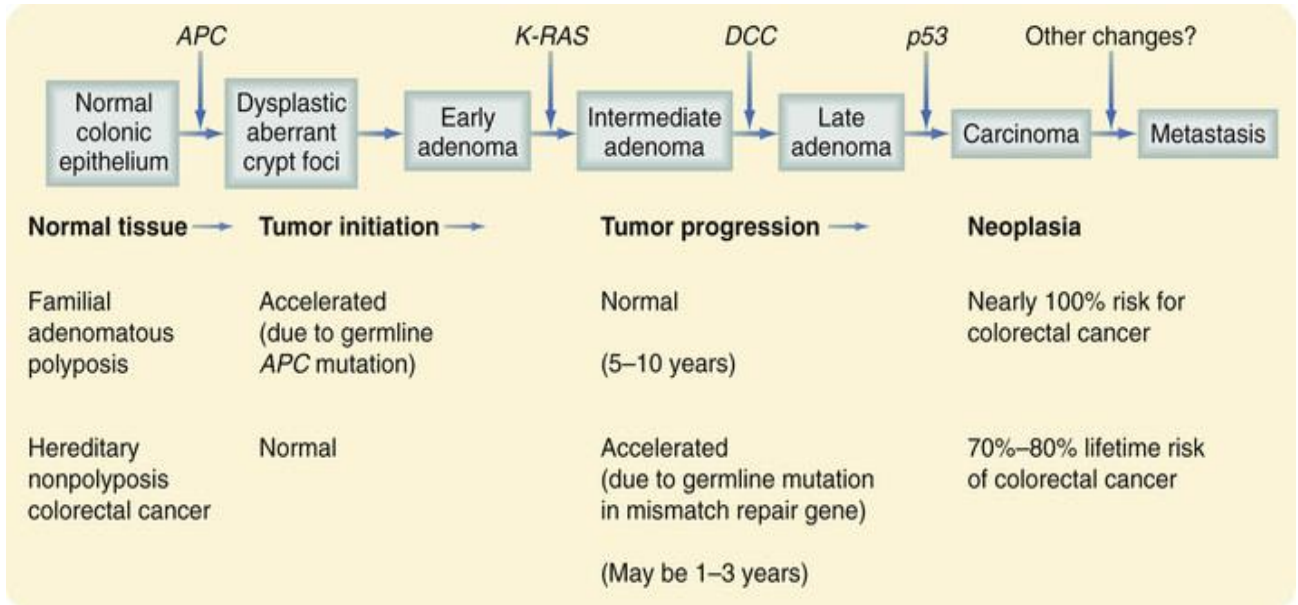 APC
K-RAS
DCC
p53
Other changes?
Normal
colonic
epithelium
Dysplastic
aberrant
crypt foci
Early
adenoma
Intermediate
adenoma
Late
adenoma
Carcinoma
Metastasis
Normal tissue
Tumor initiation
Tumor progression
Neoplasia
Familial
adenomatous
polyposis
Accelerated
(due to germline
APC mutation)
Normal
(5–10 years)
Nearly 100% risk for
colorectal cancer
Hereditary
nonpolyposis
colorectal cancer
Normal
Accelerated
(due to germline mutation
in mismatch repair gene)
(May be 1–3 years)
70%–80% lifetime risk
of colorectal cancer